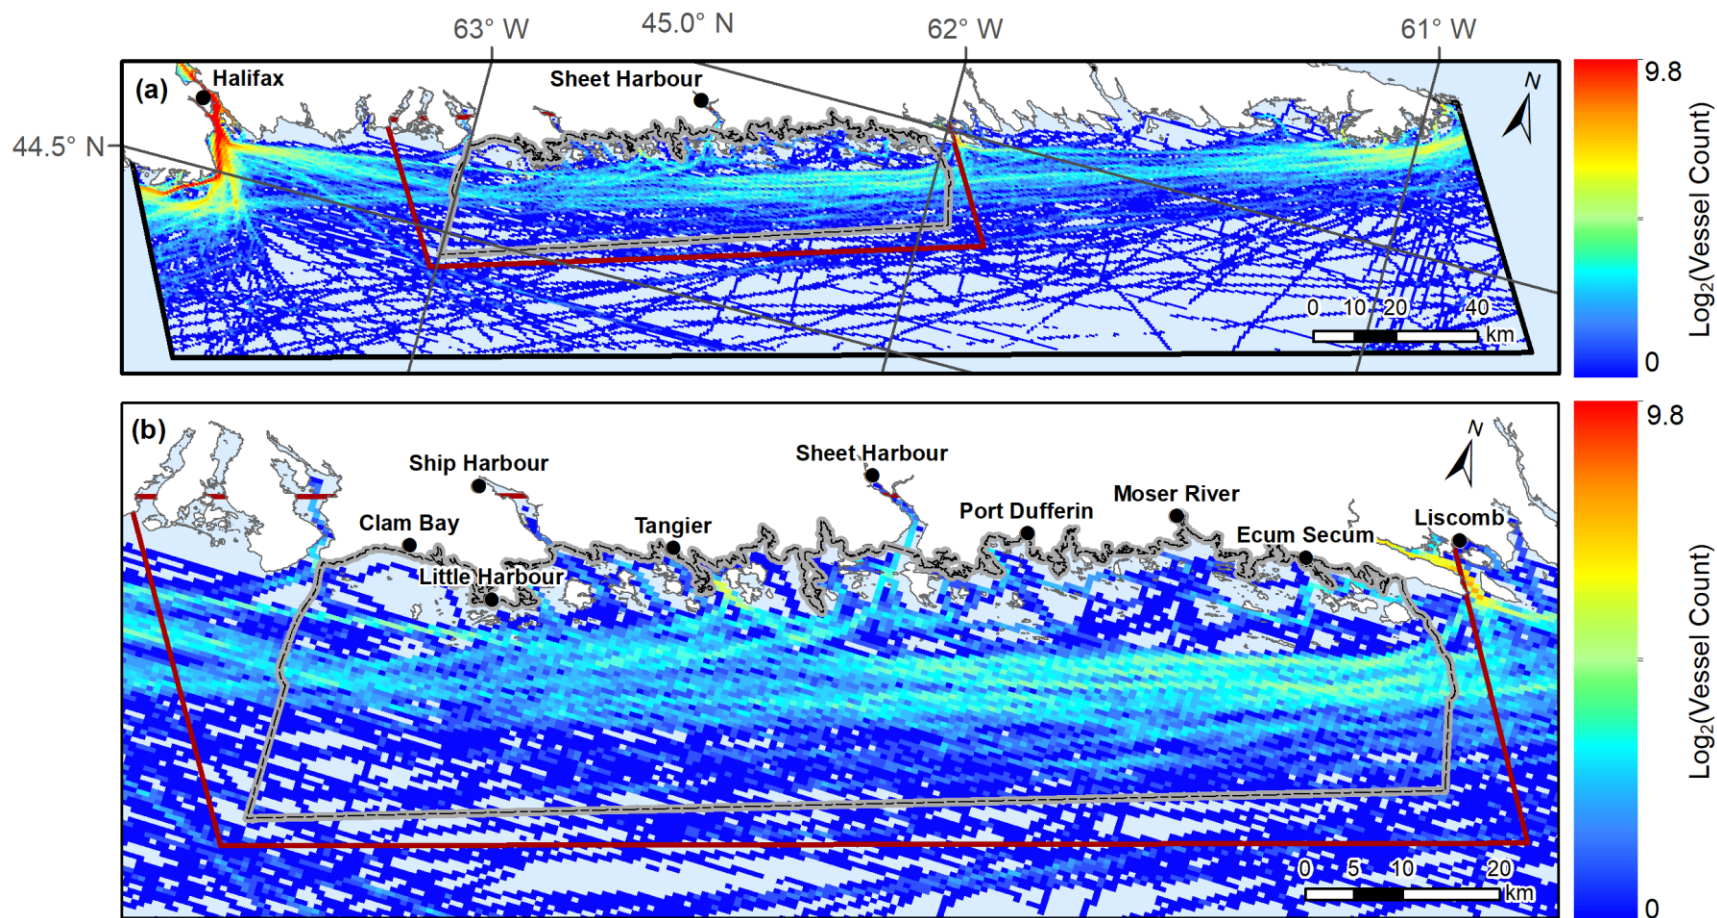 63° W
45.0° N
62° W
61° W
(a)
Halifax
Sheet Harbour
N
9.8
44.5° N
Log₂(Vessel Count)
0 10 20 40
km
0
(b)
N
9.8
Sheet Harbour
Ship Harbour
Moser River
Port Dufferin
Clam Bay
Tangier
Liscomb
Ecum Secum
Little Harbour
Log₂(Vessel Count)
0 5 10 20
km
0